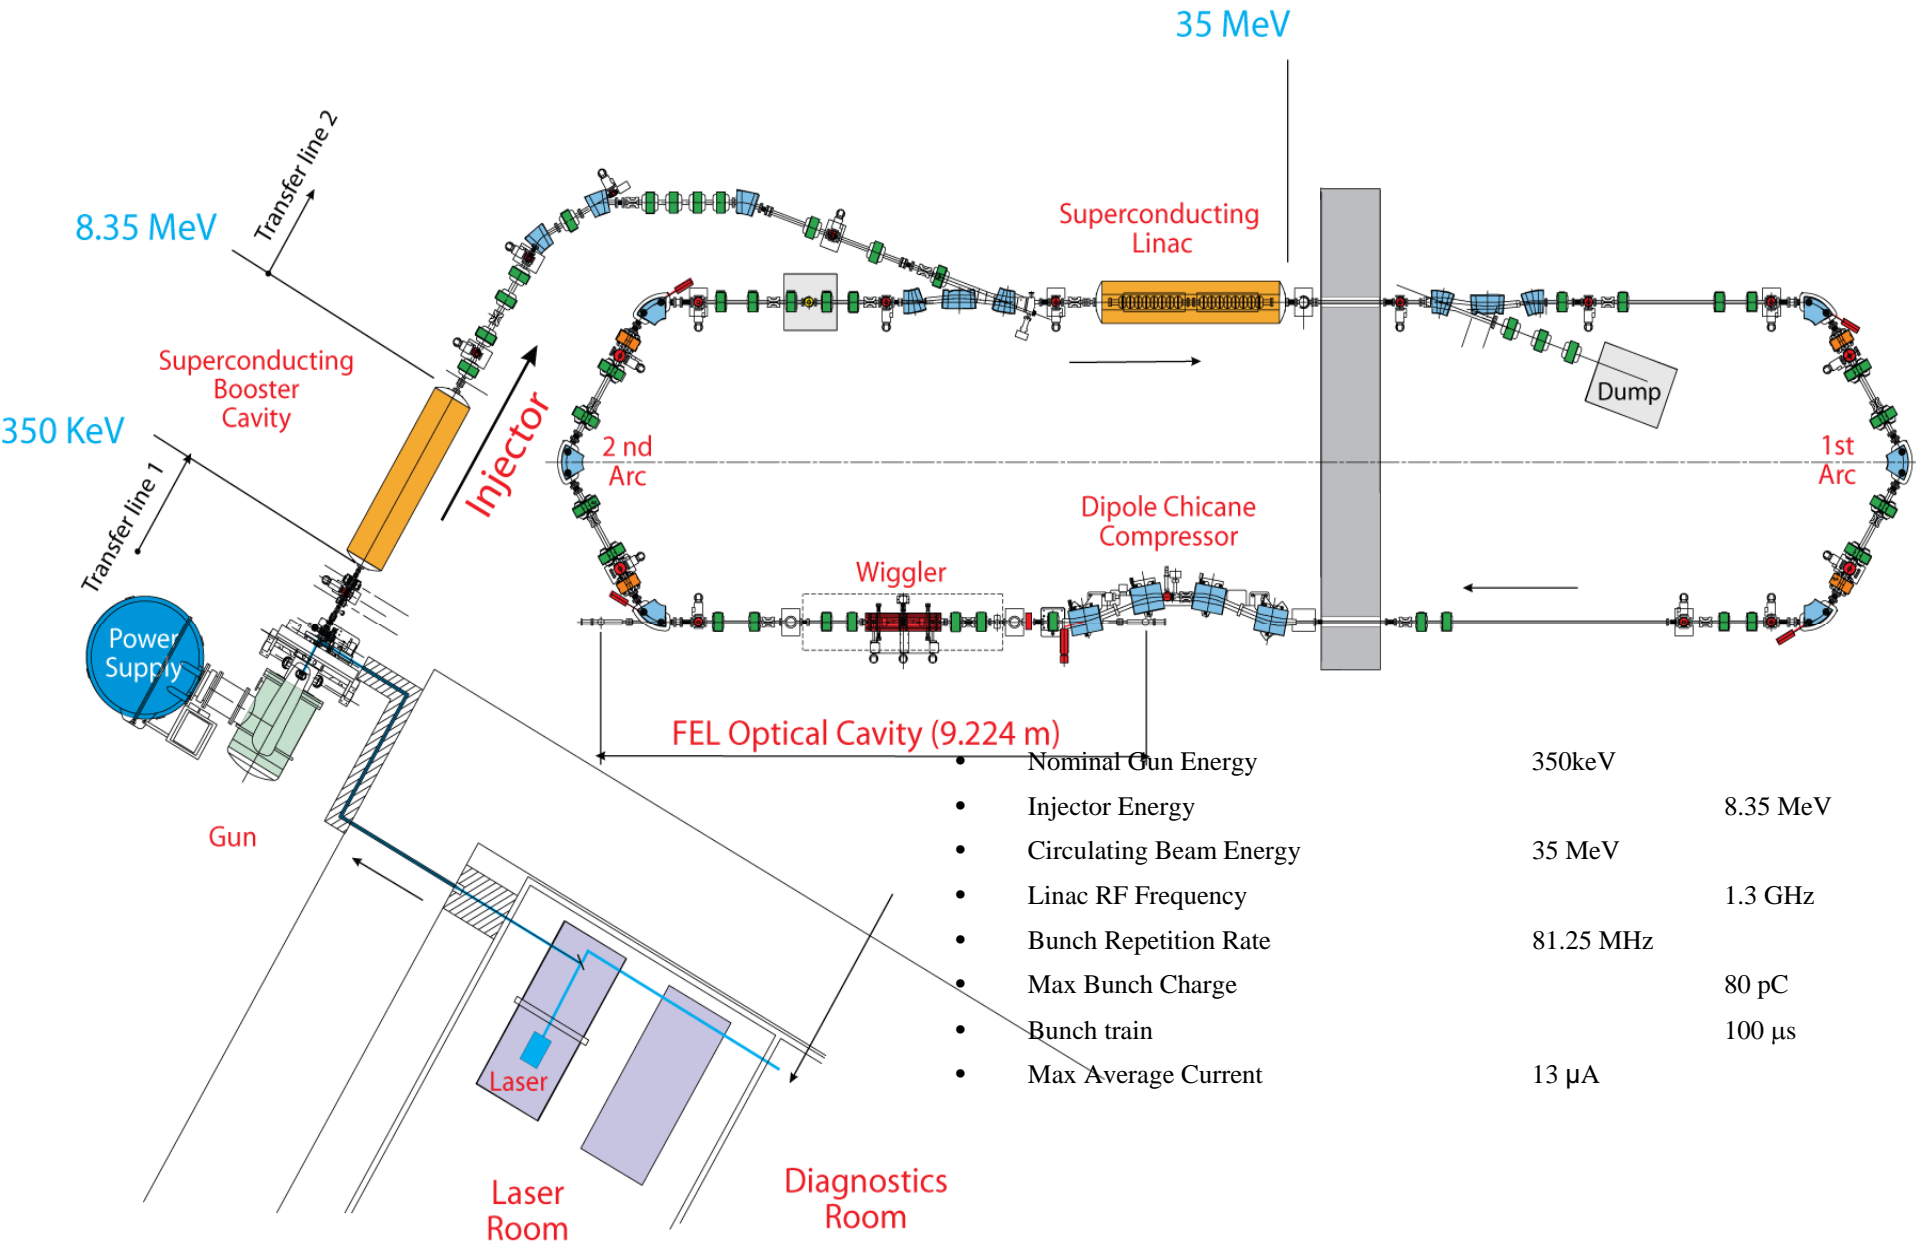 35 MeV
Transfer line 2
8.35 MeV
Superconducting
Linac
Superconducting
Booster
Cavity
350 KeV
Injector
Transfer line 1
2 nd
Arc
Dump
1st
Arc
Dipole Chicane
Compressor
Wiggler
Power
Supply
FEL Optical Cavity (9.224 m)
Gun
• Nominal Gun Energy 350keV
• Injector Energy 8.35 MeV
• Circulating Beam Energy 35 MeV
• Linac RF Frequency 1.3 GHz
• Bunch Repetition Rate 81.25 MHz
• Max Bunch Charge 80 pC
• Bunch train 100 μs
• Max Average Current 13 µA
Laser
Laser
Room
Diagnostics
Room